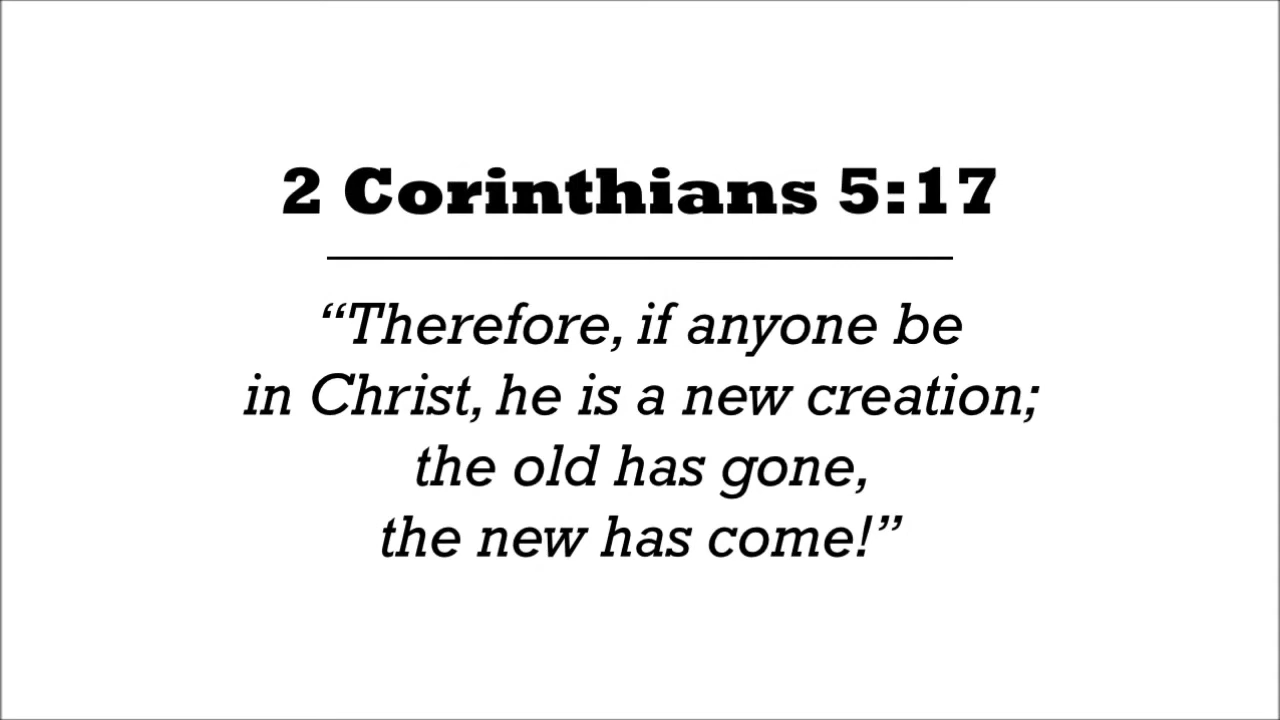 2 Corinthians 5:17
“Therefore, if anyone be
in Christ, he is a new creation;
the old has gone,
the new has come!”